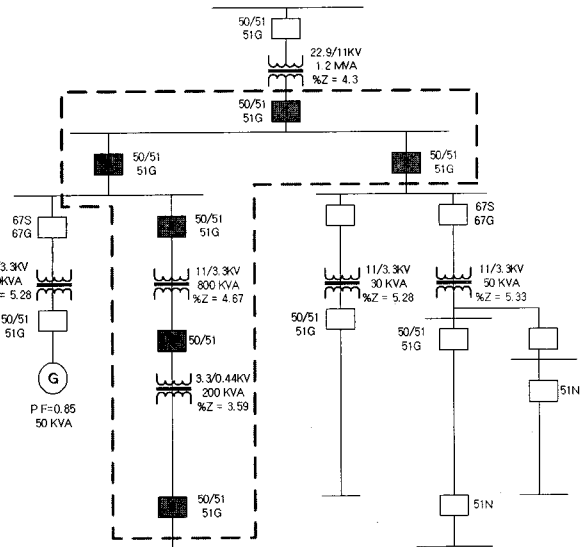 50/51
51G
22.9/11KV
1.2 MVA
%Z = 4.3
50/51
51G
50/51
51G
50/51
51G
67S
67G
50/51
51G
67S
67G
/3.3KV
KVA
= 5.28
11/3.3KV
800 KVA
%Z = 4.67
11/3.3KV
30 KVA
%Z = 5.28
11/3.3KV
50 KVA
%Z = 5.33
50/51
51G
50/51
50/51
51G
50/51
51G
G
3.3/0.44KV
200 KVA
%Z = 3.59
51N
PF=0.85
50 KVA
50/51
51G
51N